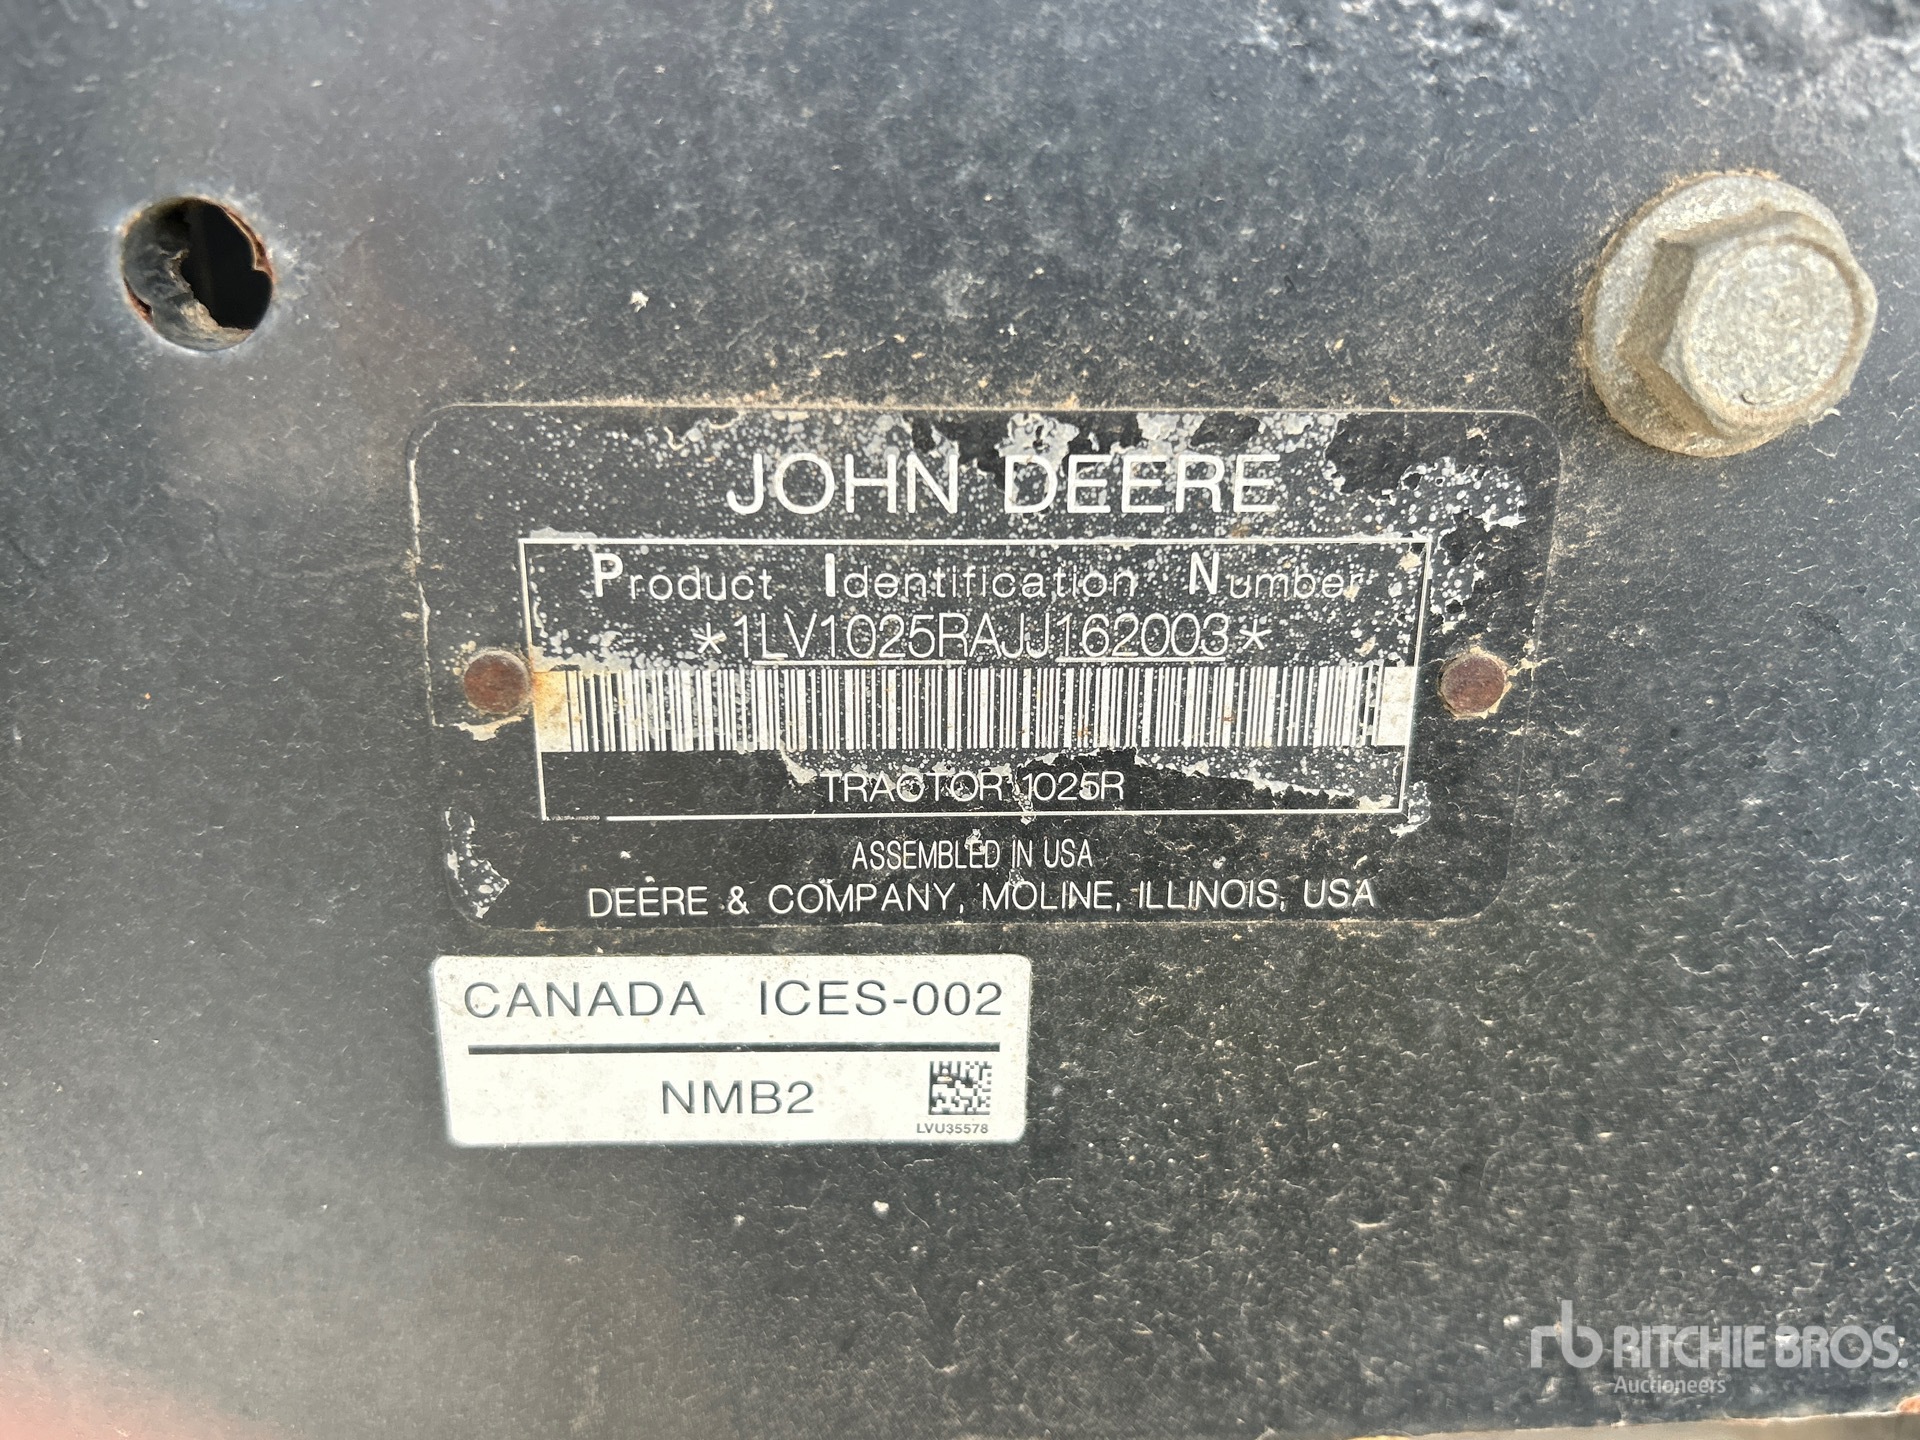 JOHN DEERE
Product Identification Number
*1LV1025RAJJ162003*
TRACTOR 1025R
ASSEMBLED IN USA
DEERE & COMPANY, MOLINE, ILLINOIS, USA
CANADA ICES-002
NMB2
LVU35578
rb RITCHIE BROS.
Auctioneers